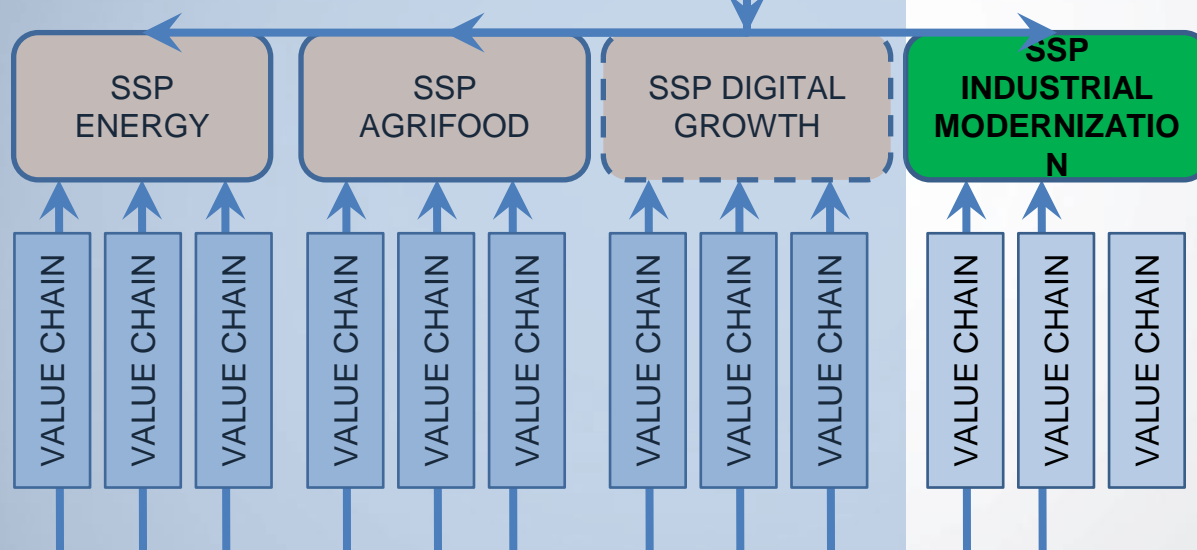 SSP
ENERGY
SSP
AGRIFOOD
SSP DIGITAL
GROWTH
SSP
INDUSTRIAL
MODERNIZATIO
N
VALUE CHAIN
VALUE CHAIN
VALUE CHAIN
VALUE CHAIN
VALUE CHAIN
VALUE CHAIN
VALUE CHAIN
VALUE CHAIN
VALUE CHAIN
VALUE CHAIN
VALUE CHAIN
VALUE CHAIN